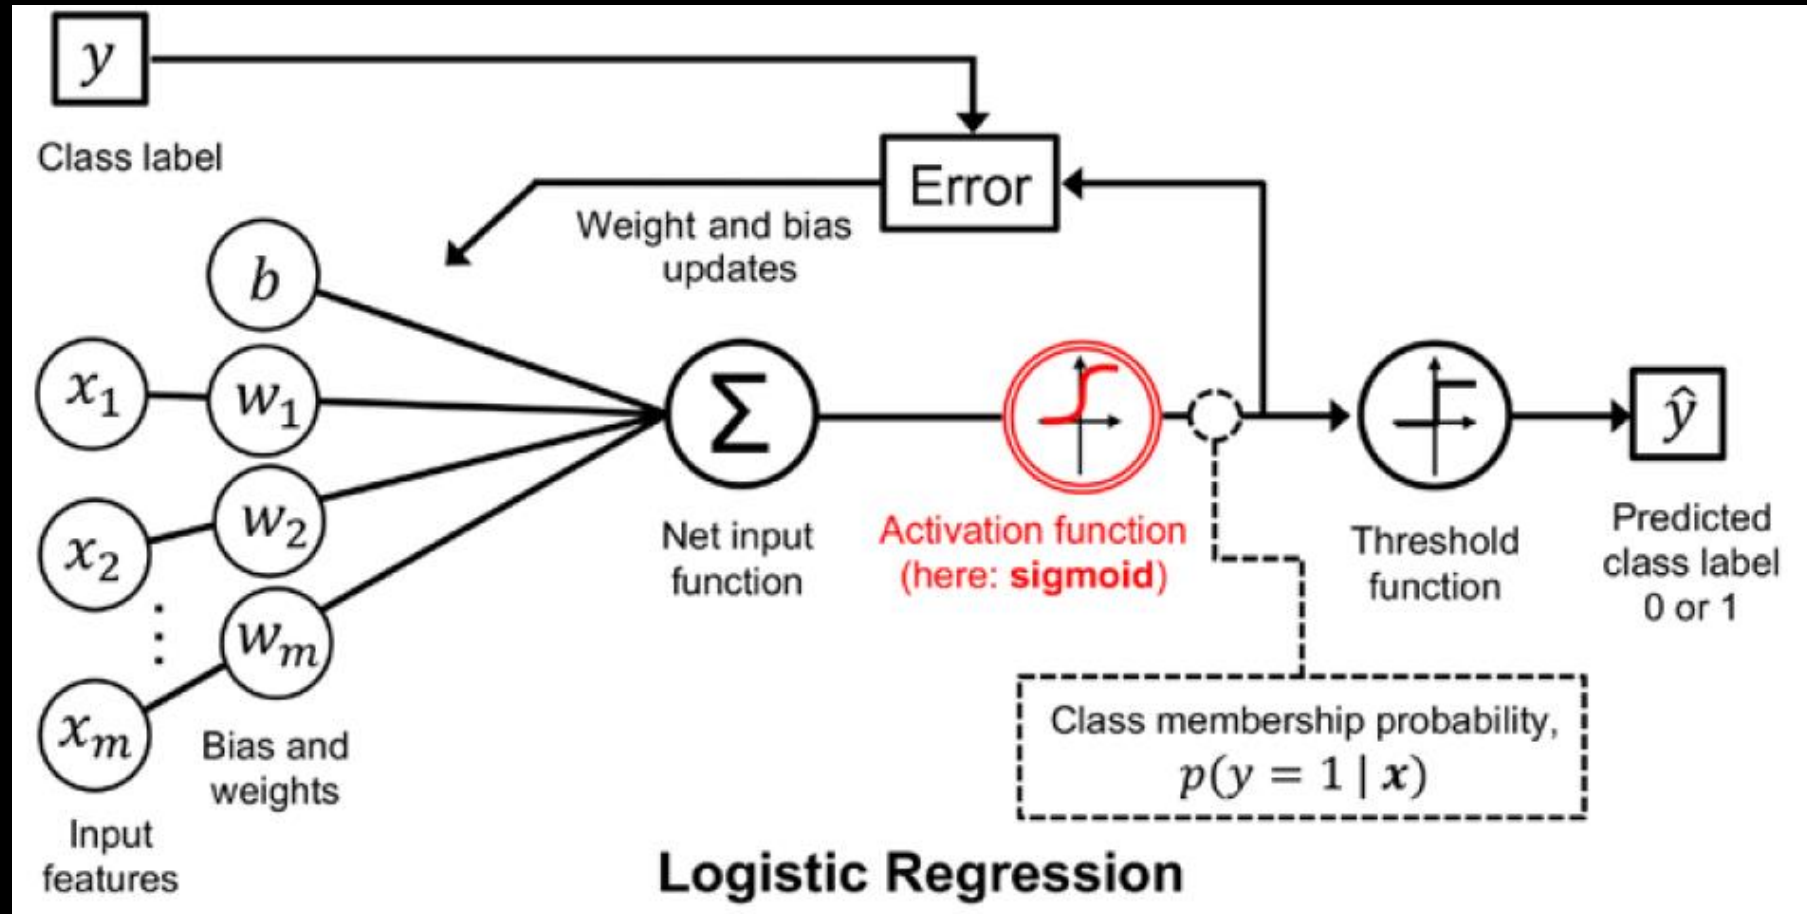 y
Class label
Error
Weight and bias
updates
b
x₁
w₁
x₂
w₂
⋮
xₘ
wₘ
Bias and
weights
Input
features
Σ
Net input
function
Activation function
(here: sigmoid)
Threshold
function
ŷ
Predicted
class label
0 or 1
Class membership probability,
p(y = 1 | x)
Logistic Regression